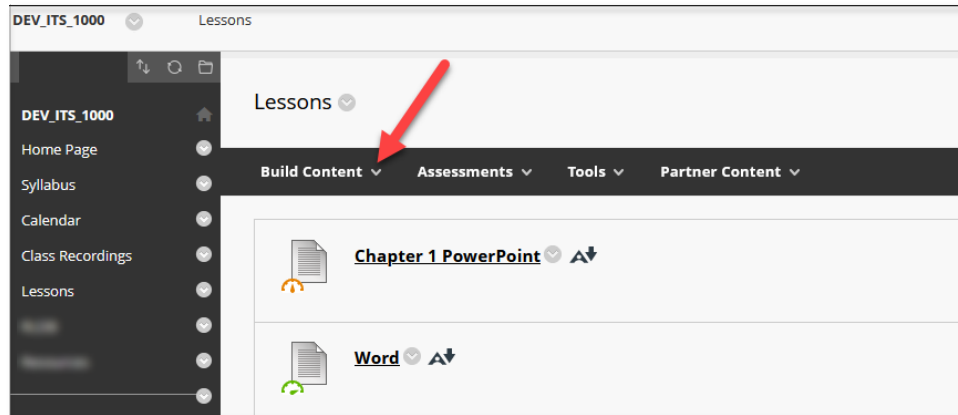 DEV_ITS_1000 Lessons
DEV_ITS_1000
Home Page
Syllabus
Calendar
Class Recordings
Lessons
Lessons
Build Content Assessments Tools Partner Content
Chapter 1 PowerPoint
Word